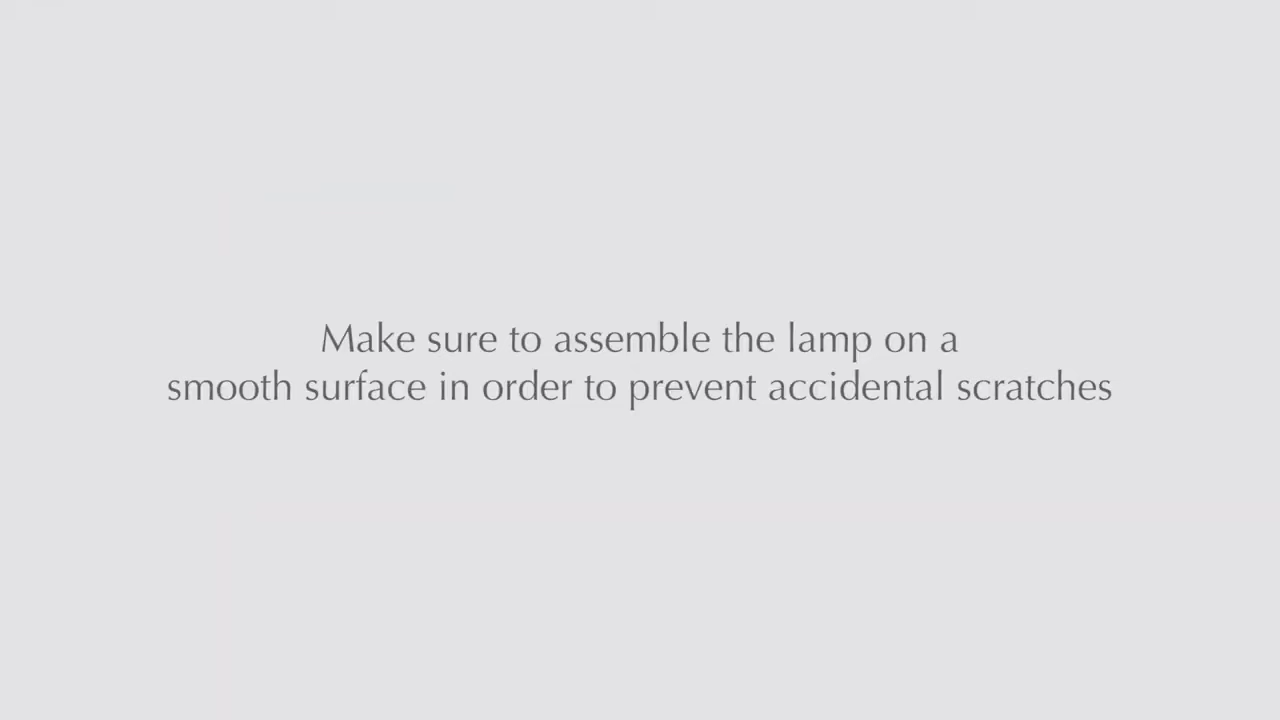 Make sure to assemble the lamp on a
smooth surface in order to prevent accidental scratches